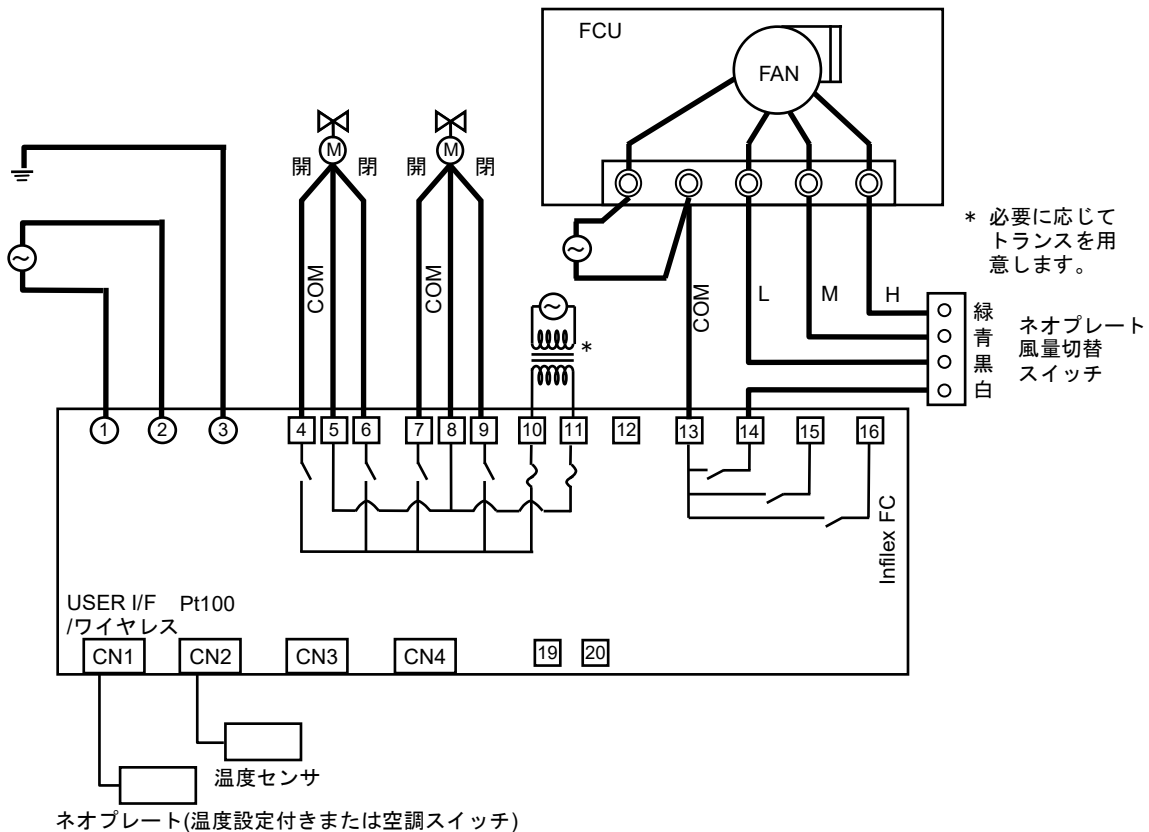 FCU
FAN
M
M
開
閉
開
閉
* 必要に応じて
トランスを用
意します。
COM
COM
COM
L
M
H
*
緑
青
黒
白
ネオプレート
風量切替
スイッチ
1
2
3
4
5
6
7
8
9
10
11
12
13
14
15
16
Infilex FC
USER I/F
/ワイヤレス
Pt100
CN1
CN2
CN3
CN4
19
20
温度センサ
ネオプレート(温度設定付きまたは空調スイッチ)